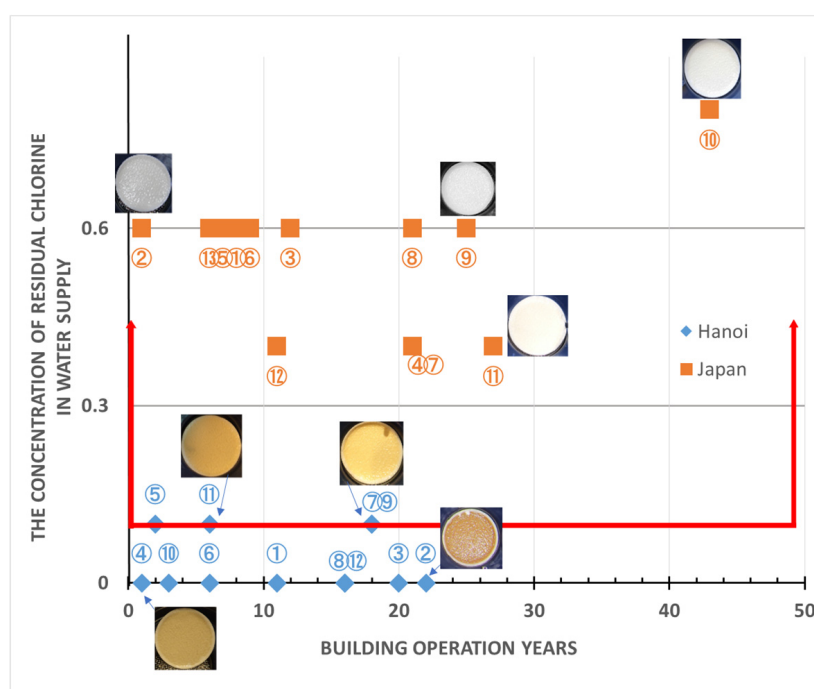 THE CONCENTRATION OF RESIDUAL CHLORINE
IN WATER SUPPLY
⑩
0.6
② ⑬⑤①⑥ ③ ⑧ ⑨
Hanoi
Japan
⑫ ④⑦ ⑪
0.3
⑤ ⑪ ⑦⑨
④ ⑩ ⑥ ① ⑧⑫ ③ ②
0
0 10 20 30 40 50
BUILDING OPERATION YEARS